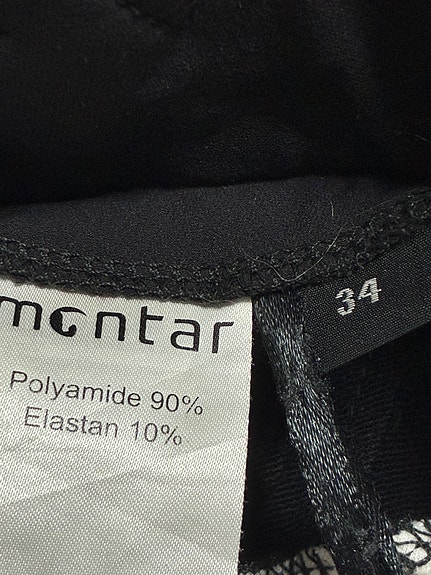 montar
34
Polyamide 90%
Elastan 10%